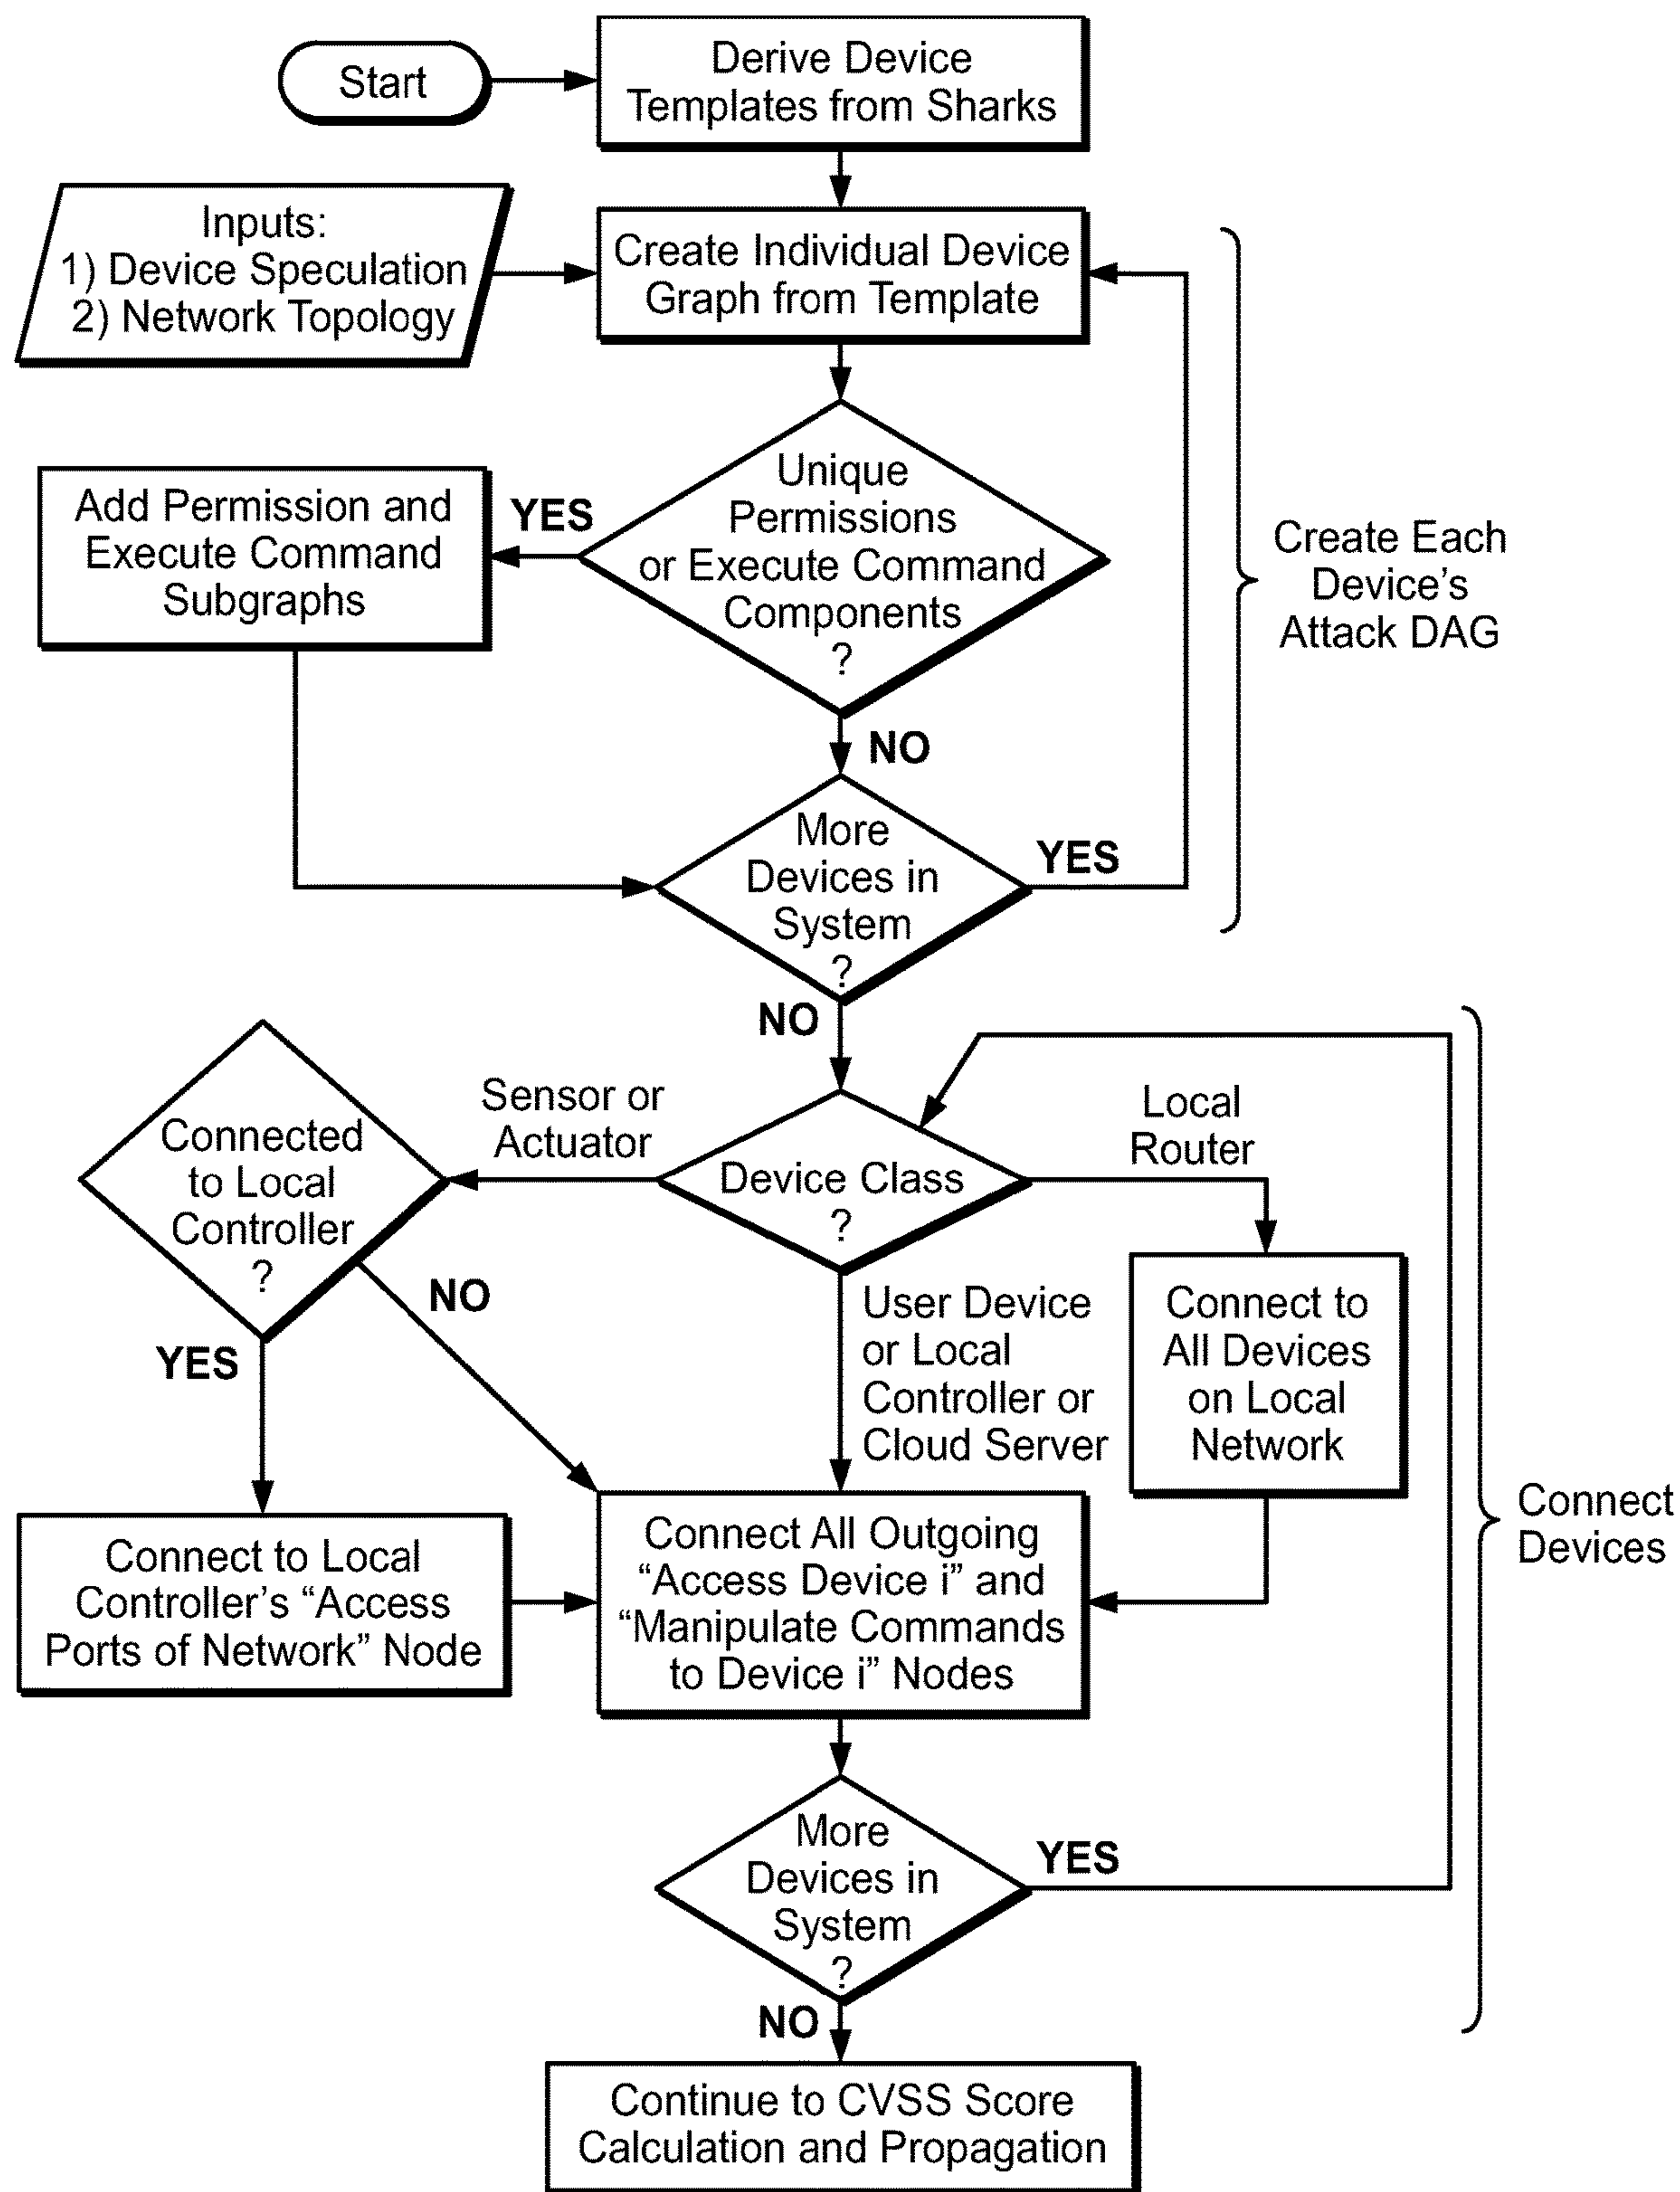 Start
Derive Device
Templates from Sharks
Inputs:
1) Device Speculation
2) Network Topology
Create Individual Device
Graph from Template
Unique
Permissions
or Execute Command
Components
?
YES
Add Permission and
Execute Command
Subgraphs
NO
More
Devices in
System
?
YES
Create Each
Device's
Attack DAG
NO
Device Class
?
Sensor or
Actuator
Local
Router
Connected
to Local
Controller
?
NO
YES
User Device
or Local
Controller or
Cloud Server
Connect to
All Devices
on Local
Network
Connect to Local
Controller's “Access
Ports of Network” Node
Connect All Outgoing
“Access Device i” and
“Manipulate Commands
to Device i” Nodes
Connect
Devices
More
Devices in
System
?
YES
NO
Continue to CVSS Score
Calculation and Propagation